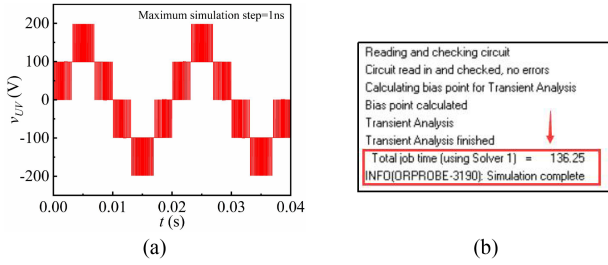 Maximum simulation step=1ns
200
100
0
-100
-200
v_UV (V)
0.00 0.01 0.02 0.03 0.04
t (s)
(a)
Reading and checking circuit
Circuit read in and checked, no errors
Calculating bias point for Transient Analysis
Bias point calculated
Transient Analysis
Transient Analysis finished
Total job time (using Solver 1) = 136.25
INFO(ORPROBE-3190): Simulation complete
(b)